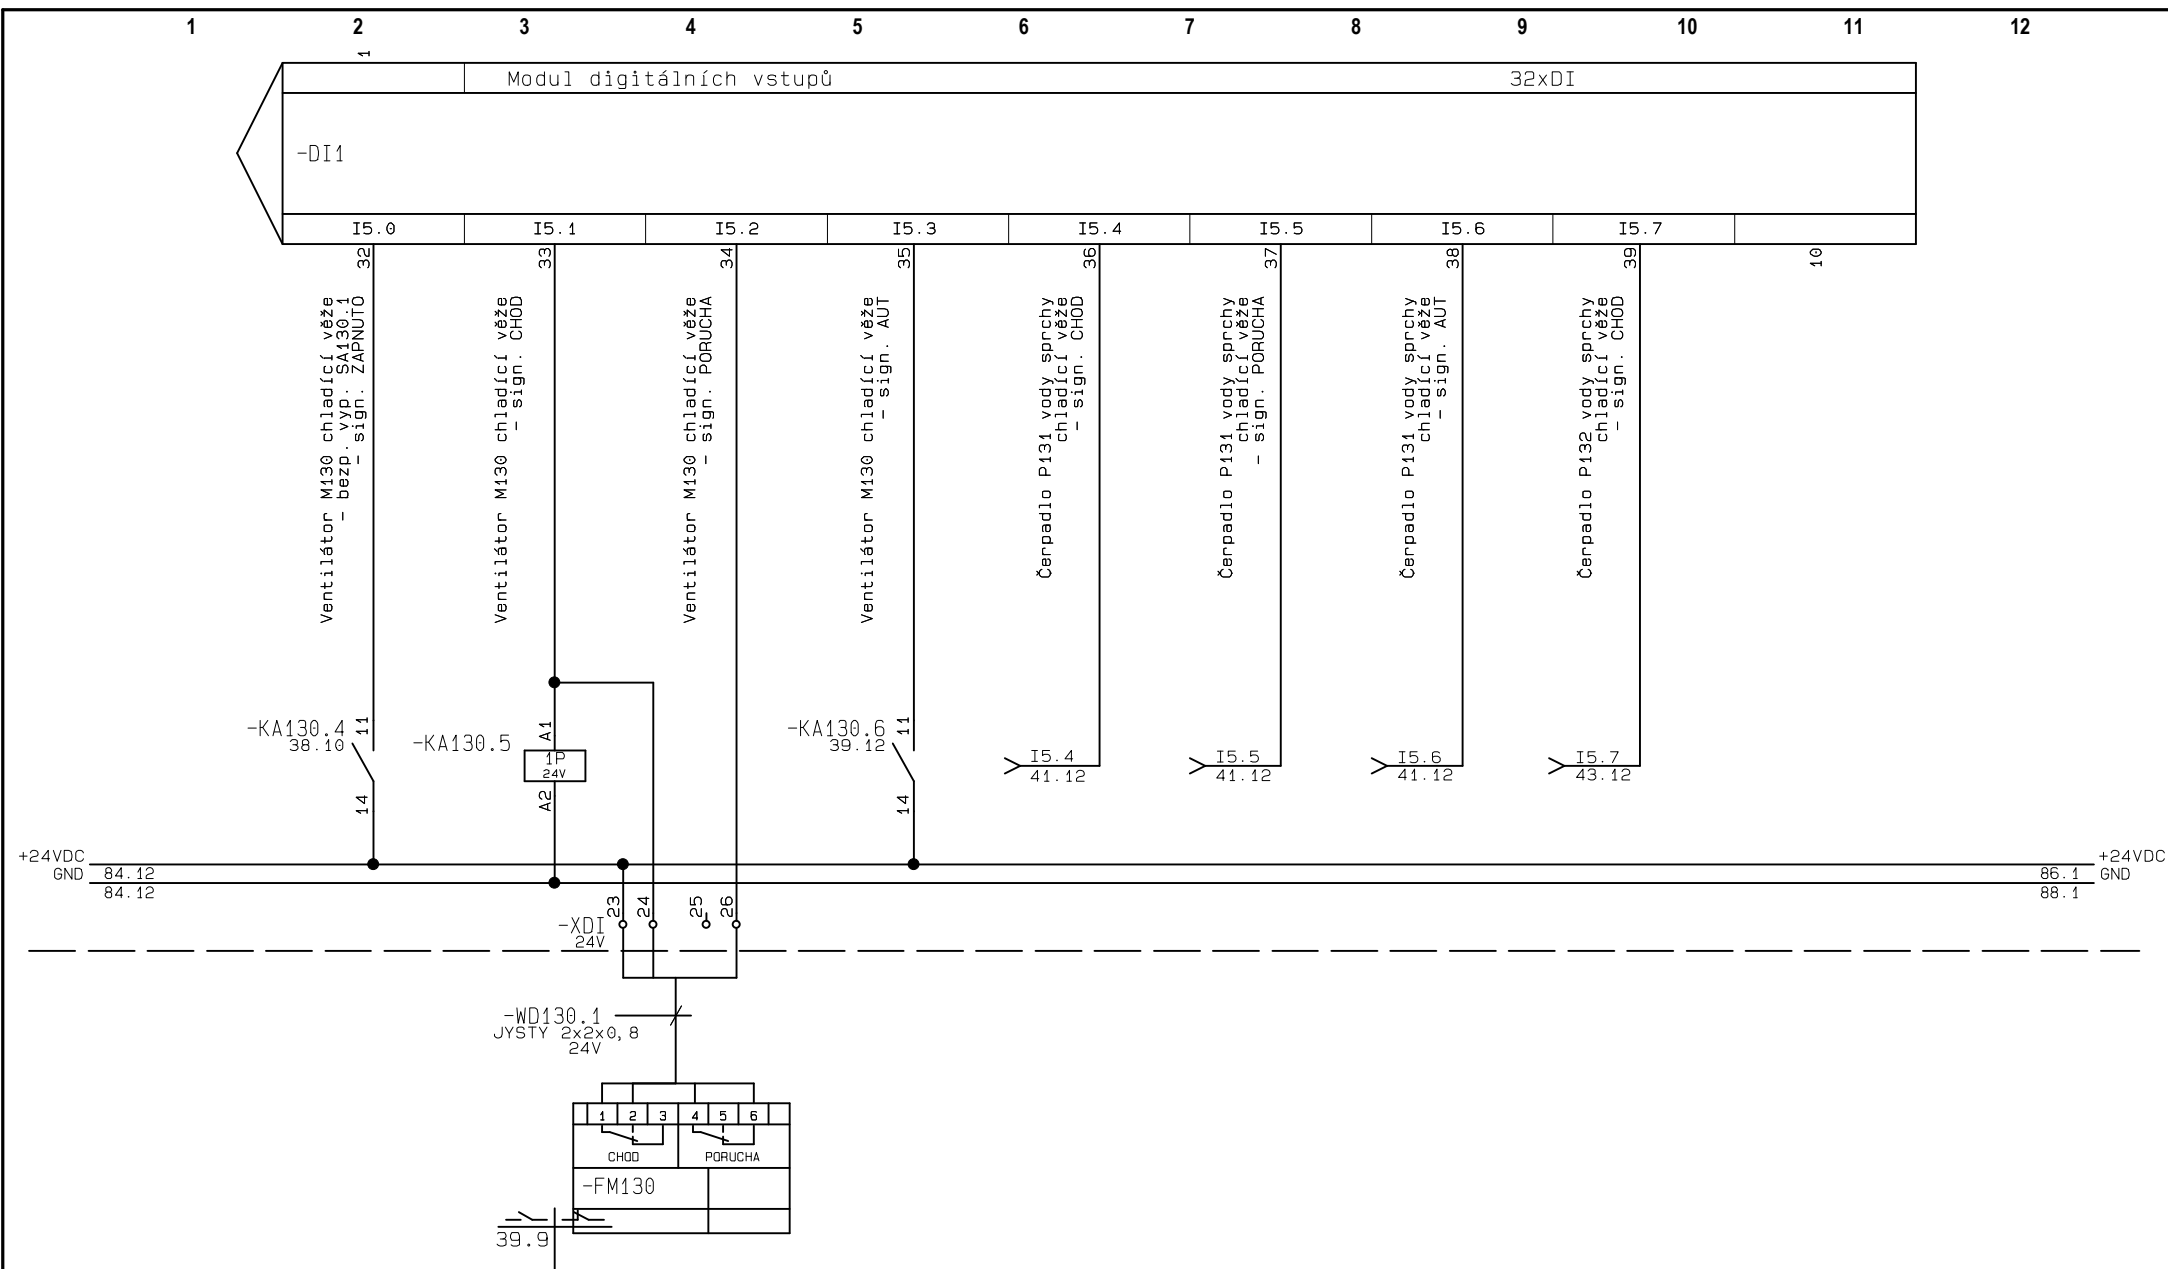 1 2 3 4 5 6 7 8 9 10 11 12
1
Modul digitálních vstupů 32xDI
-DI1
I5.0 I5.1 I5.2 I5.3 I5.4 I5.5 I5.6 I5.7
32 33 34 35 36 37 38 39 10
Ventilátor M130 chladící věže
- bezp. vyp. SA130.1
- sign. ZAPNUTO
Ventilátor M130 chladící věže
- sign. CHOD
Ventilátor M130 chladící věže
- sign. PORUCHA
Ventilátor M130 chladící věže
- sign. AUT
Čerpadlo P131 vody sprchy
chladící věže
- sign. CHOD
Čerpadlo P131 vody sprchy
chladící věže
- sign. PORUCHA
Čerpadlo P131 vody sprchy
chladící věže
- sign. AUT
Čerpadlo P132 vody sprchy
chladící věže
- sign. CHOD
-KA130.4 11
38.10
14
-KA130.5 A1
1P
24V
A2
-KA130.6 11
39.12
14
I5.4
41.12
I5.5
41.12
I5.6
41.12
I5.7
43.12
+24VDC +24VDC
GND 84.12 86.1 GND
84.12 88.1
23 24 25 26
-XDI
24V
-WD130.1
JYSTY 2x2x0,8
24V
1 2 3 4 5 6
CHOD PORUCHA
-FM130
39.9